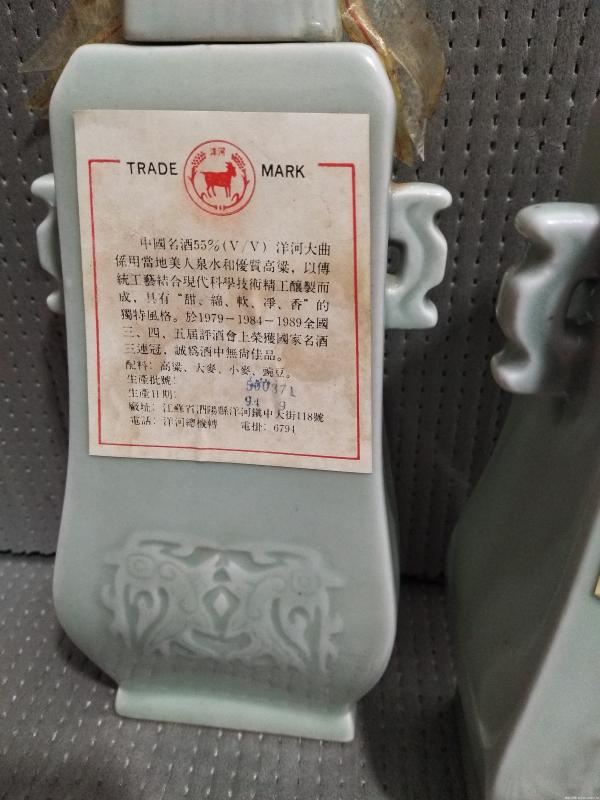 洋河
TRADE MARK
中國名酒55%(V/V) 洋河大曲
係用當地美人泉水和優質高粱，以傳
統工藝結合現代科學技術精工釀製而
成，具有“甜、綿、軟、凈、香”的
獨特風格。於1979－1984－1989全國
三、四、五届評酒會上榮獲國家名酒
三連冠，誠爲酒中無尚佳品。
配料：高粱、大麥、小麥、豌豆。
生產批號：
生產日期： 94 9
廠址：江蘇省泗陽縣洋河鎮中大街118號
電話：洋河總機轉 電掛：6794